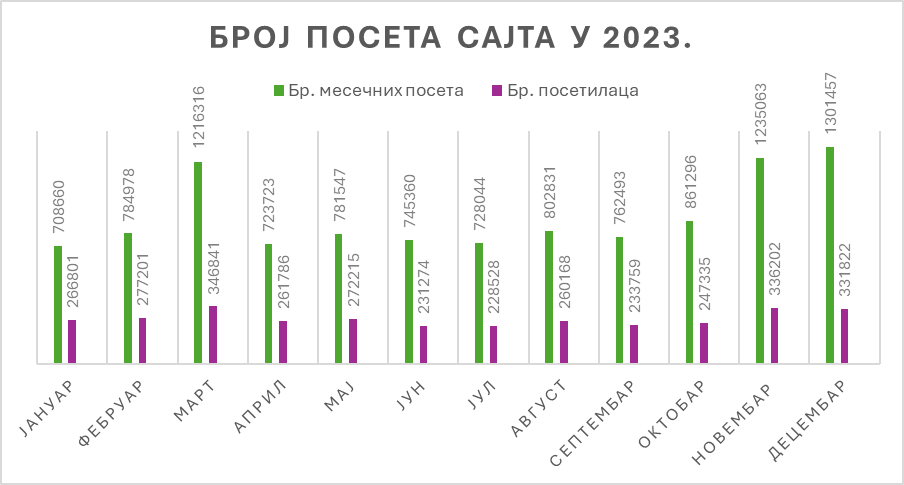 БРОЈ ПОСЕТА САЈТА У 2023.
Бр. месечних посета
Бр. посетилаца
708660
266801
784978
277201
1216316
346841
723723
261786
781547
272215
745360
231274
728044
228528
802831
260168
762493
233759
861296
247335
1235063
336202
1301457
331822
ЈАНУАР
ФЕБРУАР
МАРТ
АПРИЛ
МАЈ
ЈУН
ЈУЛ
АВГУСТ
СЕПТЕМБАР
ОКТОБАР
НОВЕМБАР
ДЕЦЕМБАР